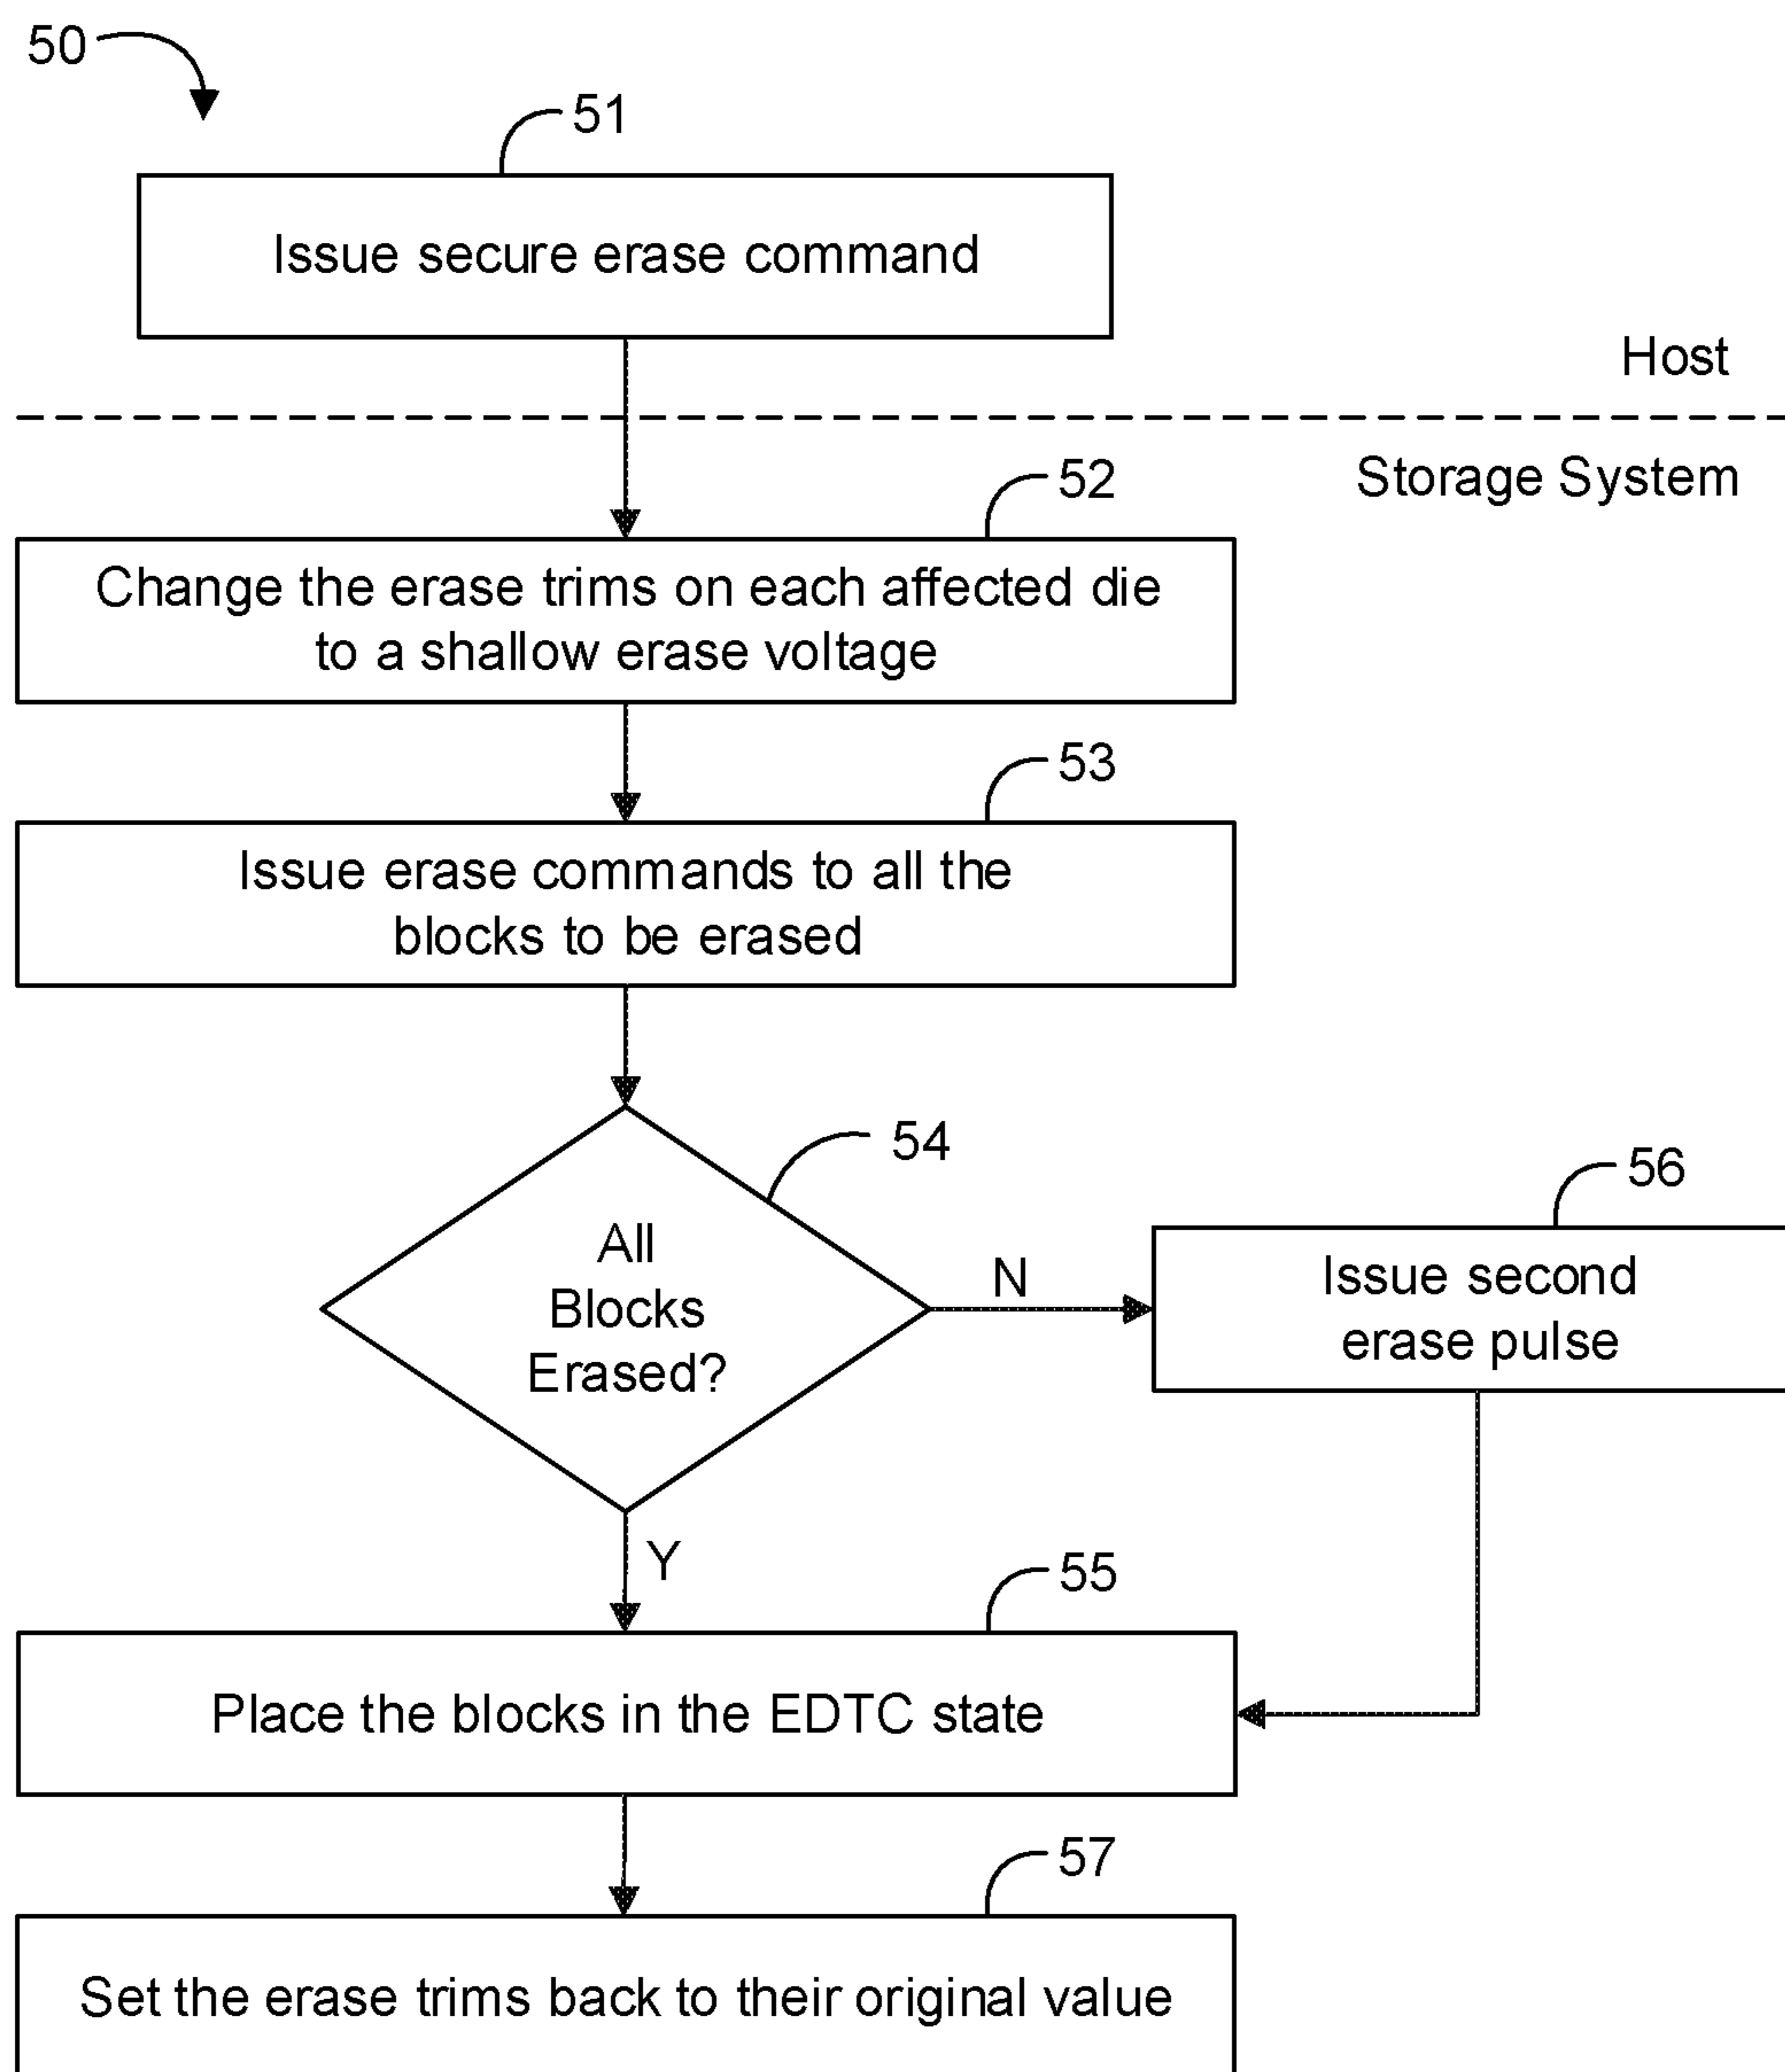 50
51
Issue secure erase command
Host
Storage System
52
Change the erase trims on each affected die
to a shallow erase voltage
53
Issue erase commands to all the
blocks to be erased
54
All
Blocks
Erased?
N
56
Issue second
erase pulse
Y
55
Place the blocks in the EDTC state
57
Set the erase trims back to their original value